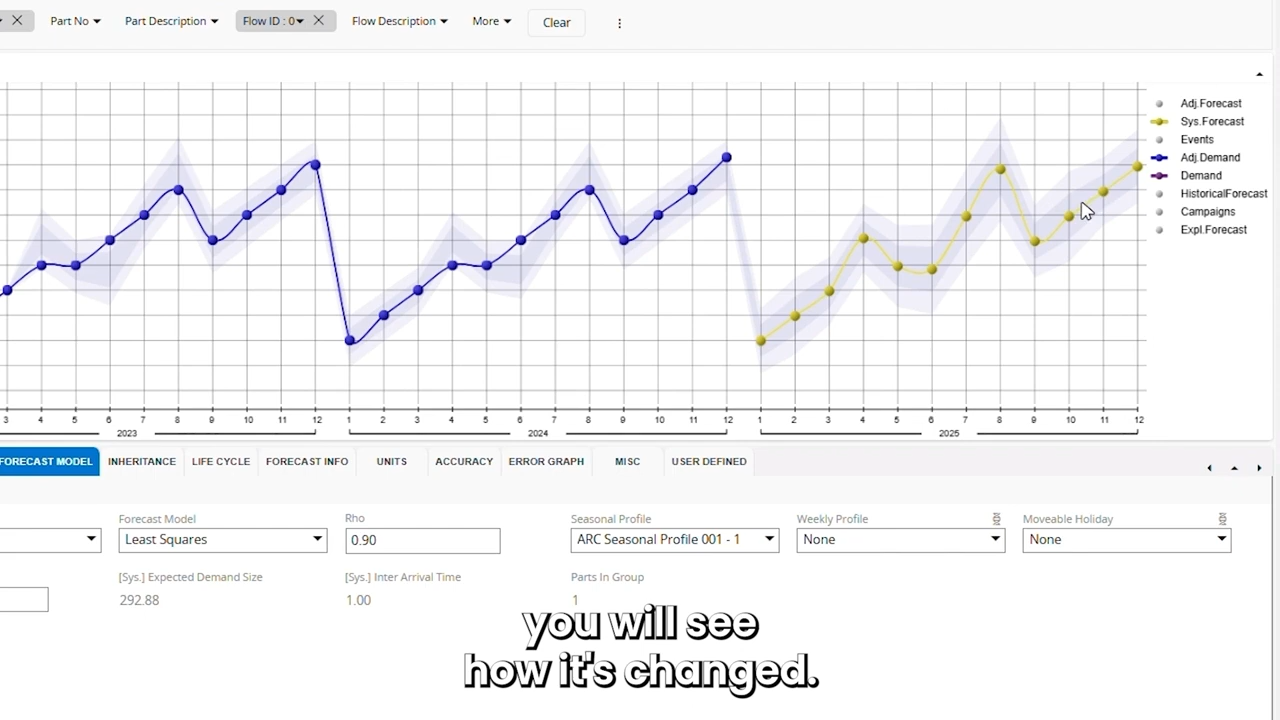 Part No
Part Description
Flow ID : 0
Flow Description
More
Clear
Adj.Forecast
Sys.Forecast
Events
Adj.Demand
Demand
HistoricalForecast
Campaigns
Expl.Forecast
3 4 5 6 7 8 9 10 11 12 1 2 3 4 5 6 7 8 9 10 11 12 1 2 3 4 5 6 7 8 9 10 11 12
2023 2024 2025
FORECAST MODEL
INHERITANCE
LIFE CYCLE
FORECAST INFO
UNITS
ACCURACY
ERROR GRAPH
MISC
USER DEFINED
Forecast Model
Rho
Seasonal Profile
Weekly Profile
Moveable Holiday
Least Squares
0.90
ARC Seasonal Profile 001 - 1
None
None
[Sys.] Expected Demand Size
[Sys.] Inter Arrival Time
Parts In Group
292.88
1.00
1
you will see
how it's changed.